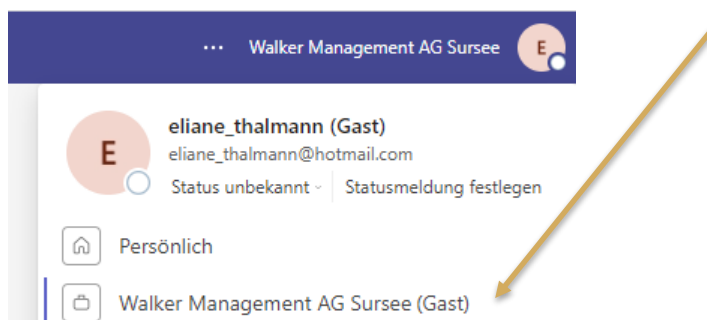 ... Walker Management AG Sursee E
E
eliane_thalmann (Gast)
eliane_thalmann@hotmail.com
Status unbekannt Statusmeldung festlegen
Persönlich
Walker Management AG Sursee (Gast)